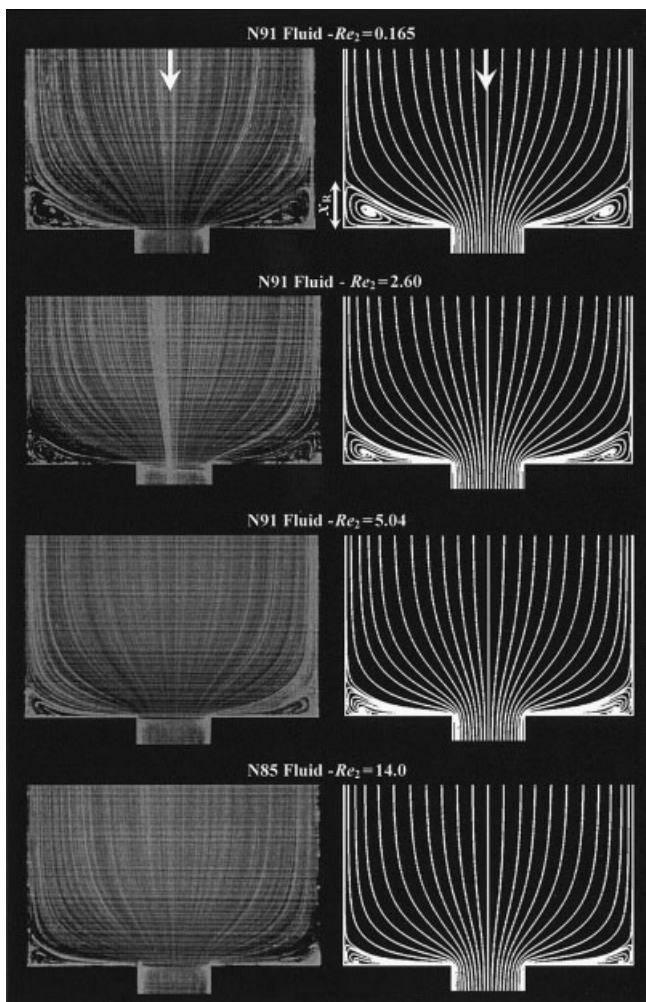 N91 Fluid -Re₂=0.165
x_R
N91 Fluid - Re₂=2.60
N91 Fluid -Re₂=5.04
N85 Fluid -Re₂=14.0